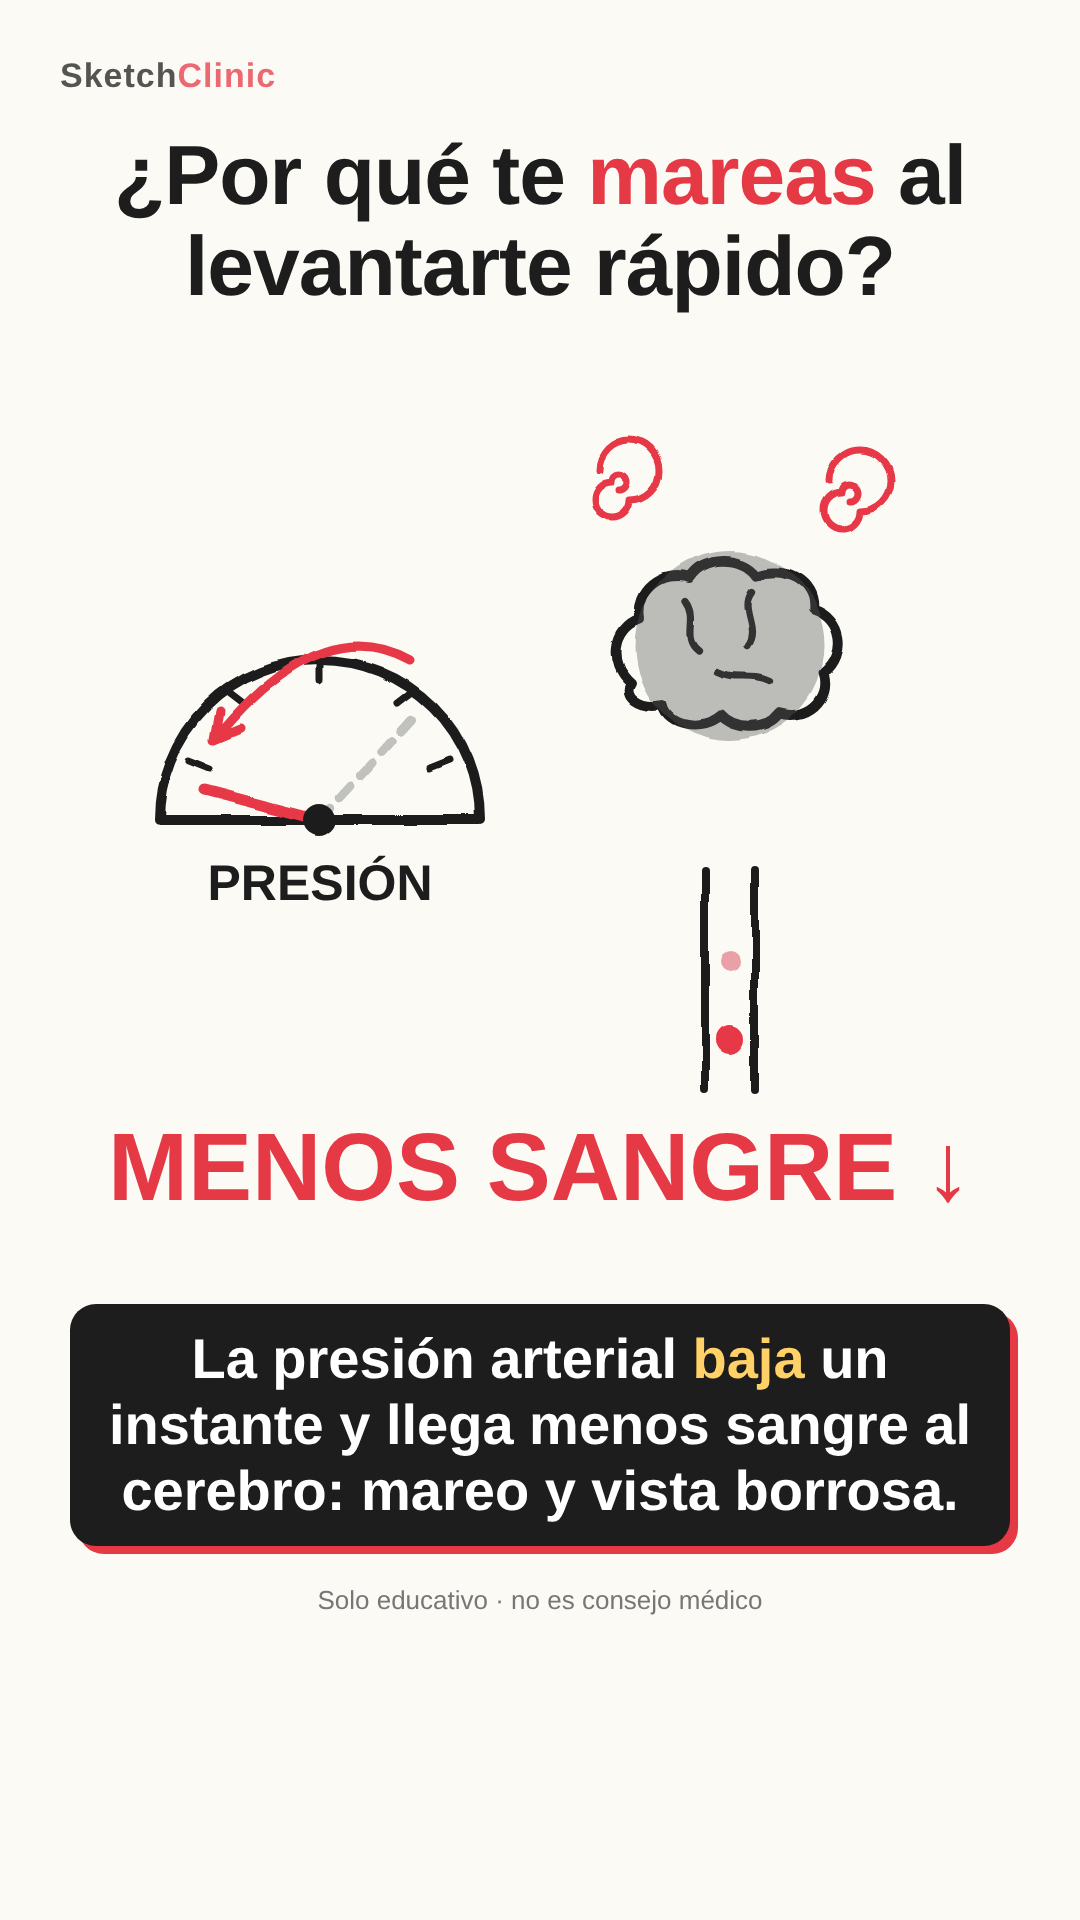 SketchClinic
¿Por qué te mareas al
levantarte rápido?
PRESIÓN
MENOS SANGRE ↓
La presión arterial baja un
instante y llega menos sangre al
cerebro: mareo y vista borrosa.
Solo educativo · no es consejo médico